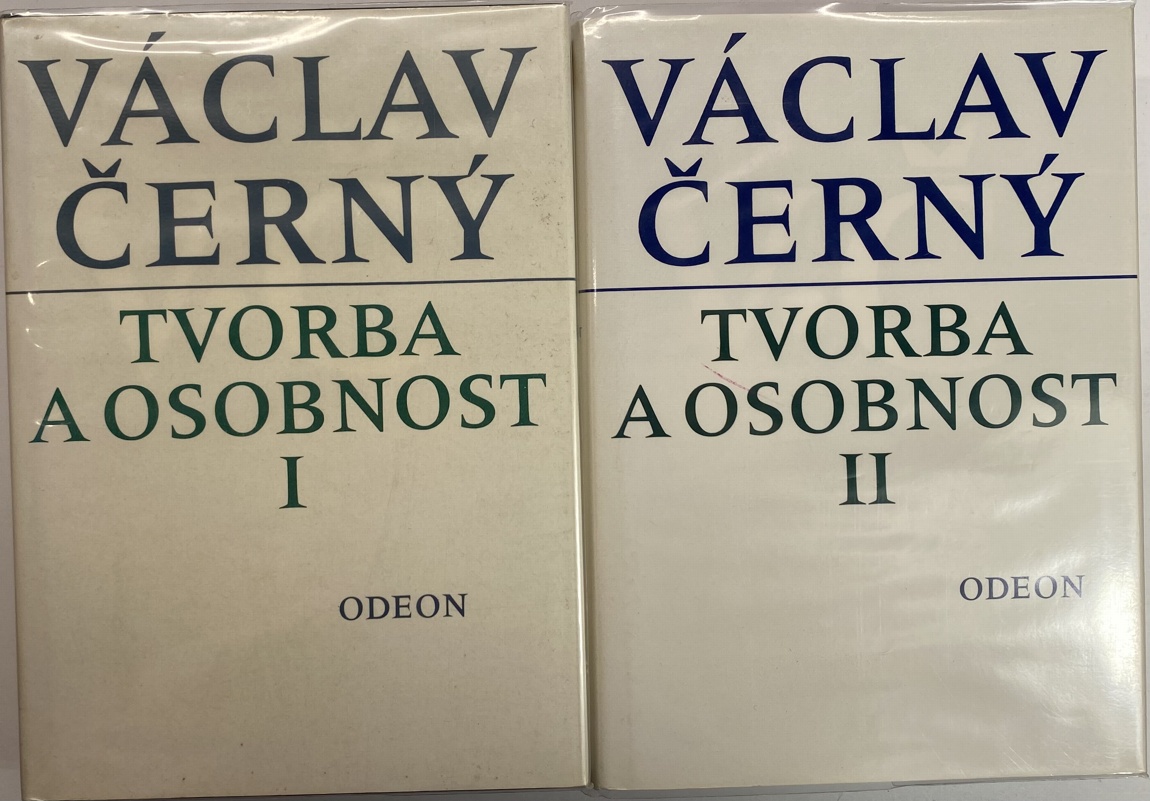 VÁCLAV
ČERNÝ
TVORBA
A OSOBNOST
I
ODEON
VÁCLAV
ČERNÝ
TVORBA
A OSOBNOST
II
ODEON